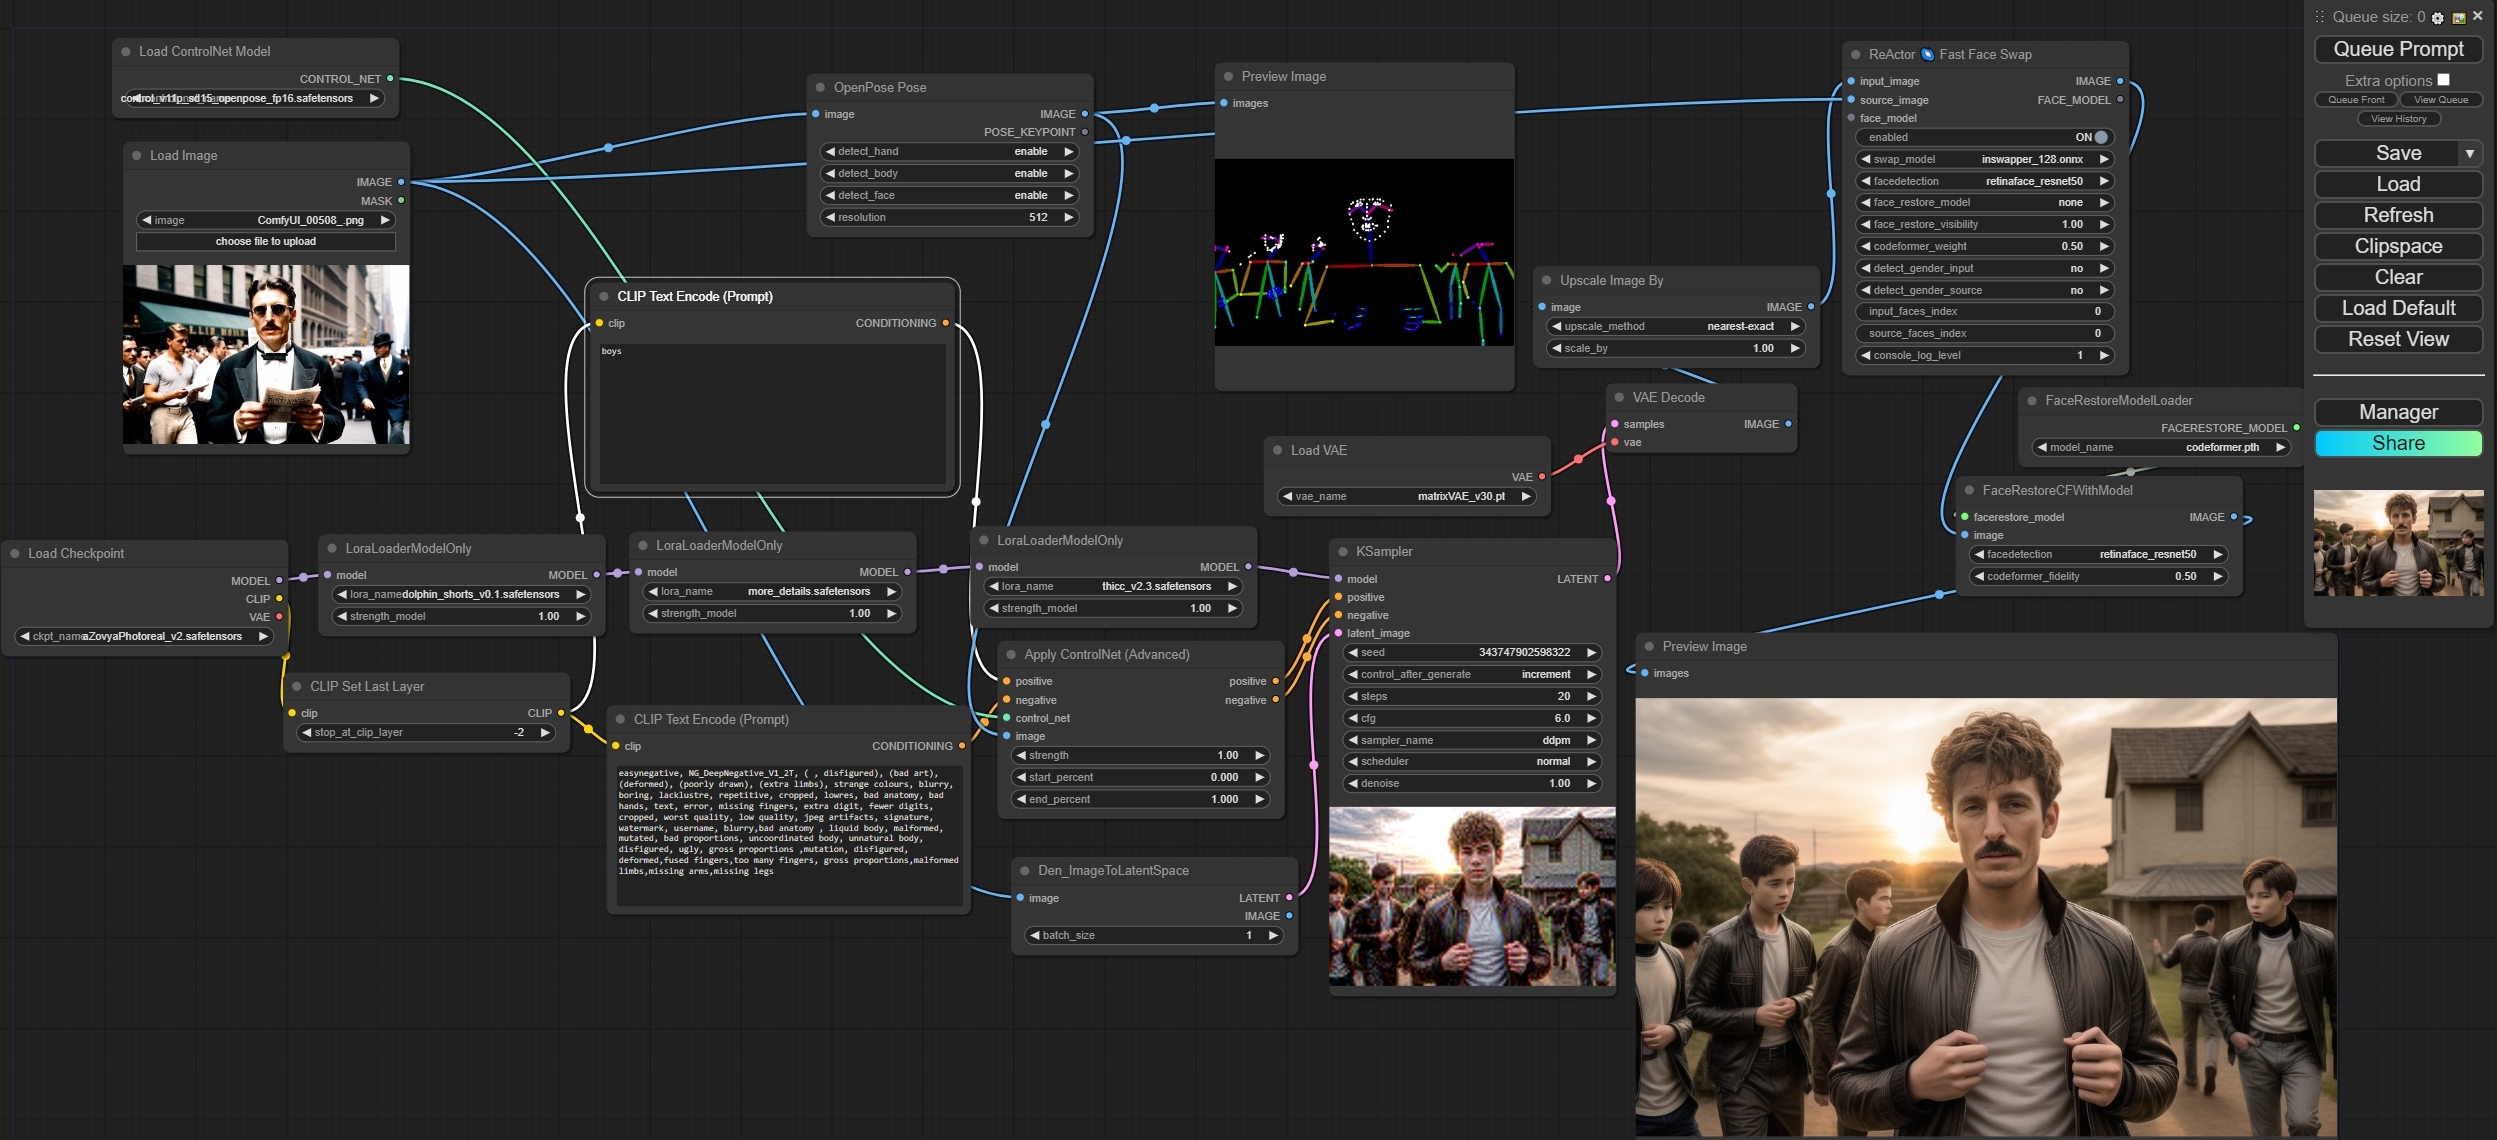 Load ControlNet Model
CONTROL_NET
control_v11p_sd15_openpose_fp16.safetensors
Load Image
IMAGE
MASK
image ComfyUI_00508_.png
choose file to upload
OpenPose Pose
image IMAGE
POSE_KEYPOINT
detect_hand enable
detect_body enable
detect_face enable
resolution 512
Preview Image
images
CLIP Text Encode (Prompt)
clip CONDITIONING
boys
Upscale Image By
image IMAGE
upscale_method nearest-exact
scale_by 1.00
ReActor Fast Face Swap
input_image IMAGE
source_image FACE_MODEL
face_model
enabled ON
swap_model inswapper_128.onnx
facedetection retinaface_resnet50
face_restore_model none
face_restore_visibility 1.00
codeformer_weight 0.50
detect_gender_input no
detect_gender_source no
input_faces_index 0
source_faces_index 0
console_log_level 1
Queue size: 0
Queue Prompt
Extra options
Queue Front View Queue
View History
Save
Load
Refresh
Clipspace
Clear
Load Default
Reset View
Manager
Share
VAE Decode
samples IMAGE
vae
Load VAE
VAE
vae_name matrixVAE_v30.pt
FaceRestoreModelLoader
FACERESTORE_MODEL
model_name codeformer.pth
FaceRestoreCFWithModel
facerestore_model IMAGE
image
facedetection retinaface_resnet50
codeformer_fidelity 0.50
Load Checkpoint
MODEL
CLIP
VAE
ckpt_name aZovyaPhotoreal_v2.safetensors
LoraLoaderModelOnly
model MODEL
lora_name dolphin_shorts_v0.1.safetensors
strength_model 1.00
LoraLoaderModelOnly
model MODEL
lora_name more_details.safetensors
strength_model 1.00
LoraLoaderModelOnly
model MODEL
lora_name thicc_v2.3.safetensors
strength_model 1.00
KSampler
model LATENT
positive
negative
latent_image
seed 343747902598322
control_after_generate increment
steps 20
cfg 6.0
sampler_name ddpm
scheduler normal
denoise 1.00
CLIP Set Last Layer
clip CLIP
stop_at_clip_layer -2
CLIP Text Encode (Prompt)
clip CONDITIONING
easynegative, NG_DeepNegative_V1_2T, ( , disfigured), (bad art),
(deformed), (poorly drawn), (extra limbs), strange colours, blurry,
boring, lacklustre, repetitive, cropped, lowres, bad anatomy, bad
hands, text, error, missing fingers, extra digit, fewer digits,
cropped, worst quality, low quality, jpeg artifacts, signature,
watermark, username, blurry,bad anatomy , liquid body, malformed,
mutated, bad proportions, uncoordinated body, unnatural body,
disfigured, ugly, gross proportions ,mutation, disfigured,
deformed,fused fingers,too many fingers, gross proportions,malformed
limbs,missing arms,missing legs
Apply ControlNet (Advanced)
positive positive
negative negative
control_net
image
strength 1.00
start_percent 0.000
end_percent 1.000
Den_ImageToLatentSpace
image LATENT
IMAGE
batch_size 1
Preview Image
images